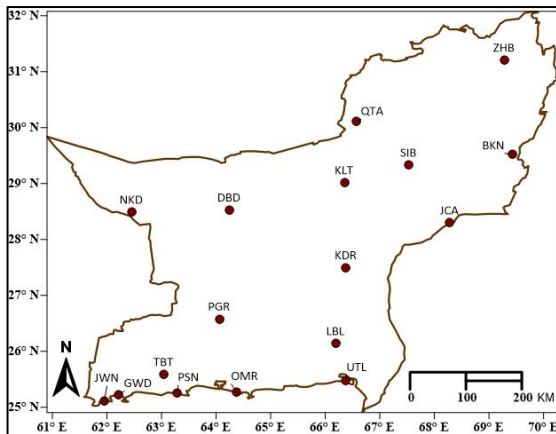 32° N
ZHB
31° N
QTA
30° N
BKN
SIB
KLT
29° N
NKD
DBD
JCA
28° N
KDR
27° N
PGR
LBL
26° N
N
TBT
UTL
JWN
GWD
PSN
OMR
0
100
200
KM
25° N
61° E
62° E
63° E
64° E
65° E
66° E
67° E
68° E
69° E
70° E